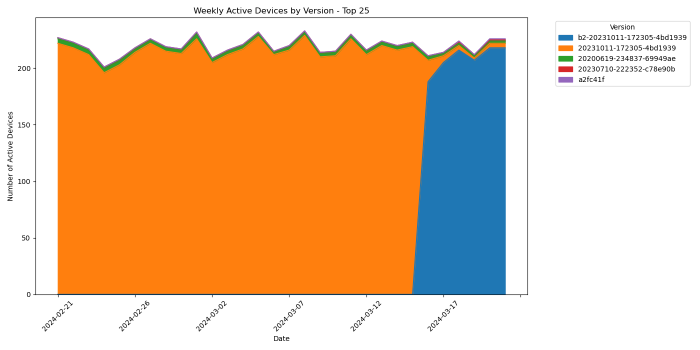 Weekly Active Devices by Version - Top 25
Number of Active Devices
200
150
100
50
0
2024-02-21
2024-02-26
2024-03-02
2024-03-07
2024-03-12
2024-03-17
Date
Version
b2-20231011-172305-4bd1939
20231011-172305-4bd1939
20200619-234837-69949ae
20230710-222352-c78e90b
a2fc41f